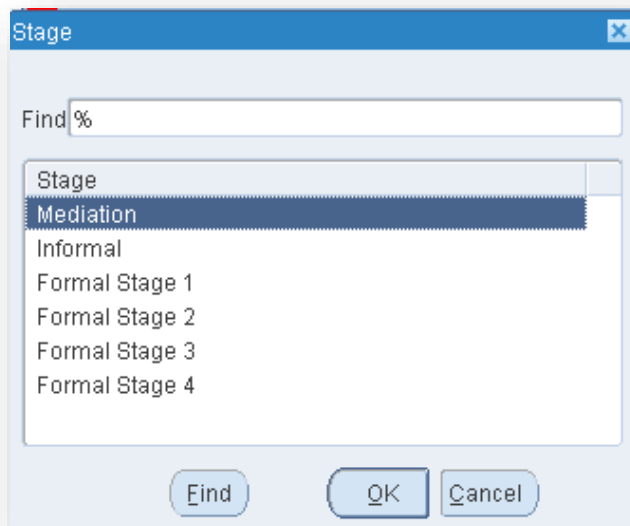 Stage
Find %
Stage
Mediation
Informal
Formal Stage 1
Formal Stage 2
Formal Stage 3
Formal Stage 4
Find OK Cancel